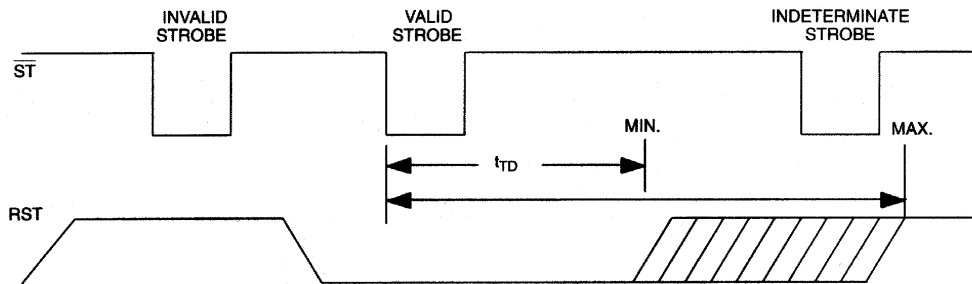 INVALID
STROBE
VALID
STROBE
INDETERMINATE
STROBE
ST
MIN.
MAX.
tTD
RST